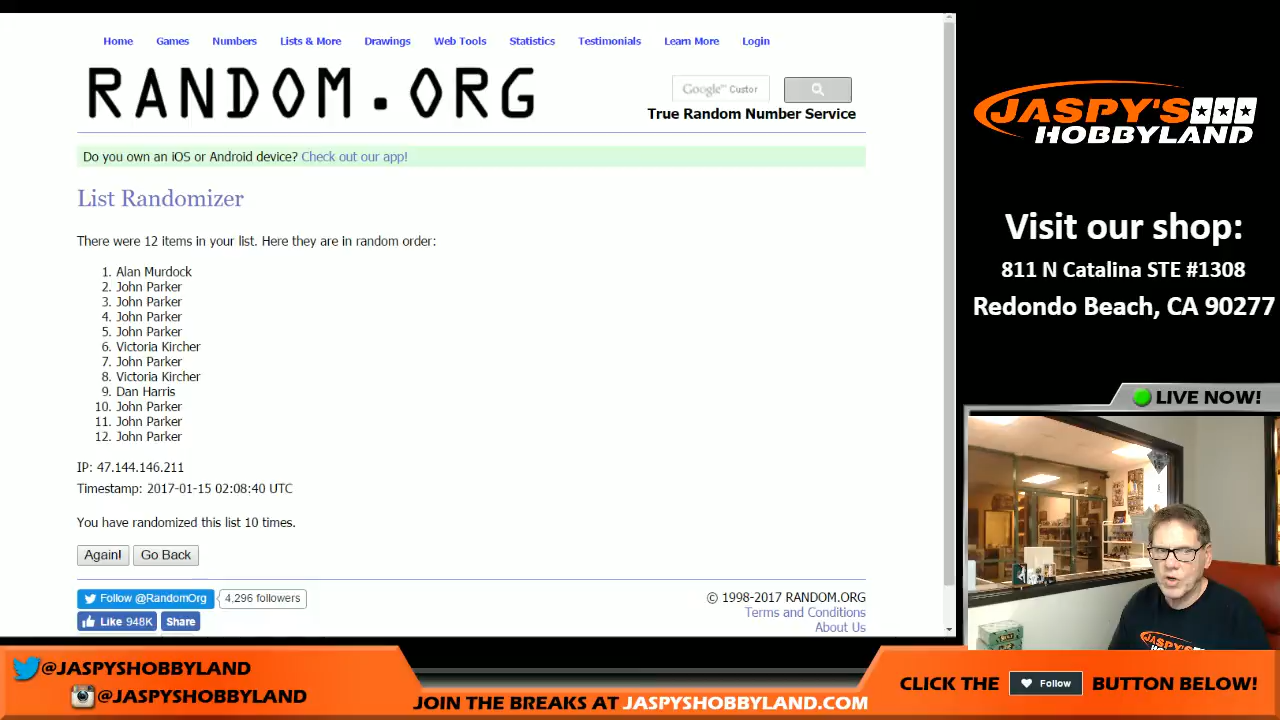 Home Games Numbers Lists & More Drawings Web Tools Statistics Testimonials Learn More Login
RANDOM.ORG
Google™ Custor
True Random Number Service
Do you own an iOS or Android device? Check out our app!
List Randomizer
There were 12 items in your list. Here they are in random order:
1. Alan Murdock
2. John Parker
3. John Parker
4. John Parker
5. John Parker
6. Victoria Kircher
7. John Parker
8. Victoria Kircher
9. Dan Harris
10. John Parker
11. John Parker
12. John Parker
IP: 47.144.146.211
Timestamp: 2017-01-15 02:08:40 UTC
You have randomized this list 10 times.
Again! Go Back
Follow @RandomOrg 4,296 followers
Like 948K Share
© 1998-2017 RANDOM.ORG
Terms and Conditions
About Us
JASPY'S
HOBBYLAND
Visit our shop:
811 N Catalina STE #1308
Redondo Beach, CA 90277
LIVE NOW!
JASPY'S
@JASPYSHOBBYLAND
@JASPYSHOBBYLAND
JOIN THE BREAKS AT JASPYSHOBBYLAND.COM
CLICK THE Follow BUTTON BELOW!